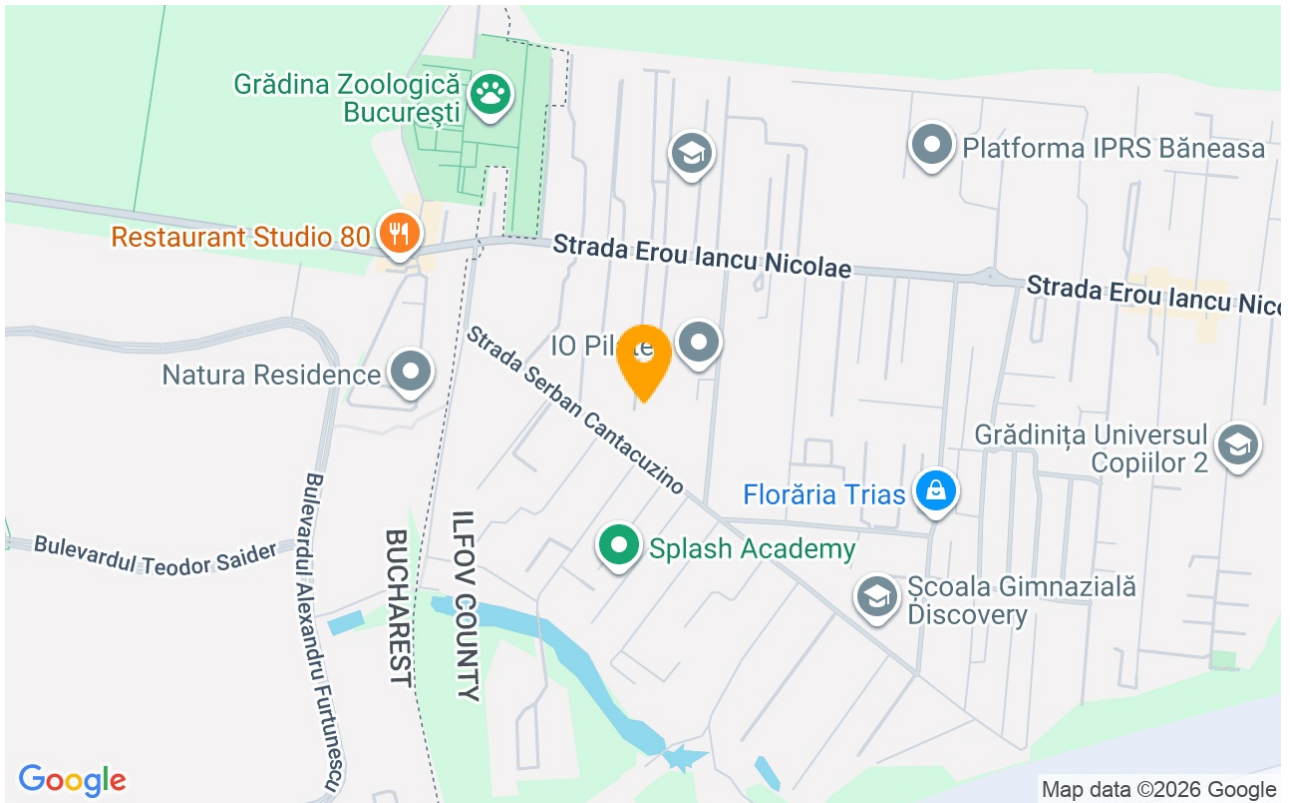 Grădina Zoologică
Bucureşti
Platforma IPRS Băneasa
Restaurant Studio 80
Strada Erou Iancu Nicolae
Strada Erou Iancu Nico
IO
Strada Serban Cantacuzino
Natura Residence
Grădinița Universul
Copiilor 2
Florăria Trias
Bulevardul Teodor Saider
Bulevardul Alexandru Furtunescu
BUCHAREST
ILFOV COUNTY
Splash Academy
Școala Gimnazială
Discovery
Google
Map data ©2026 Google